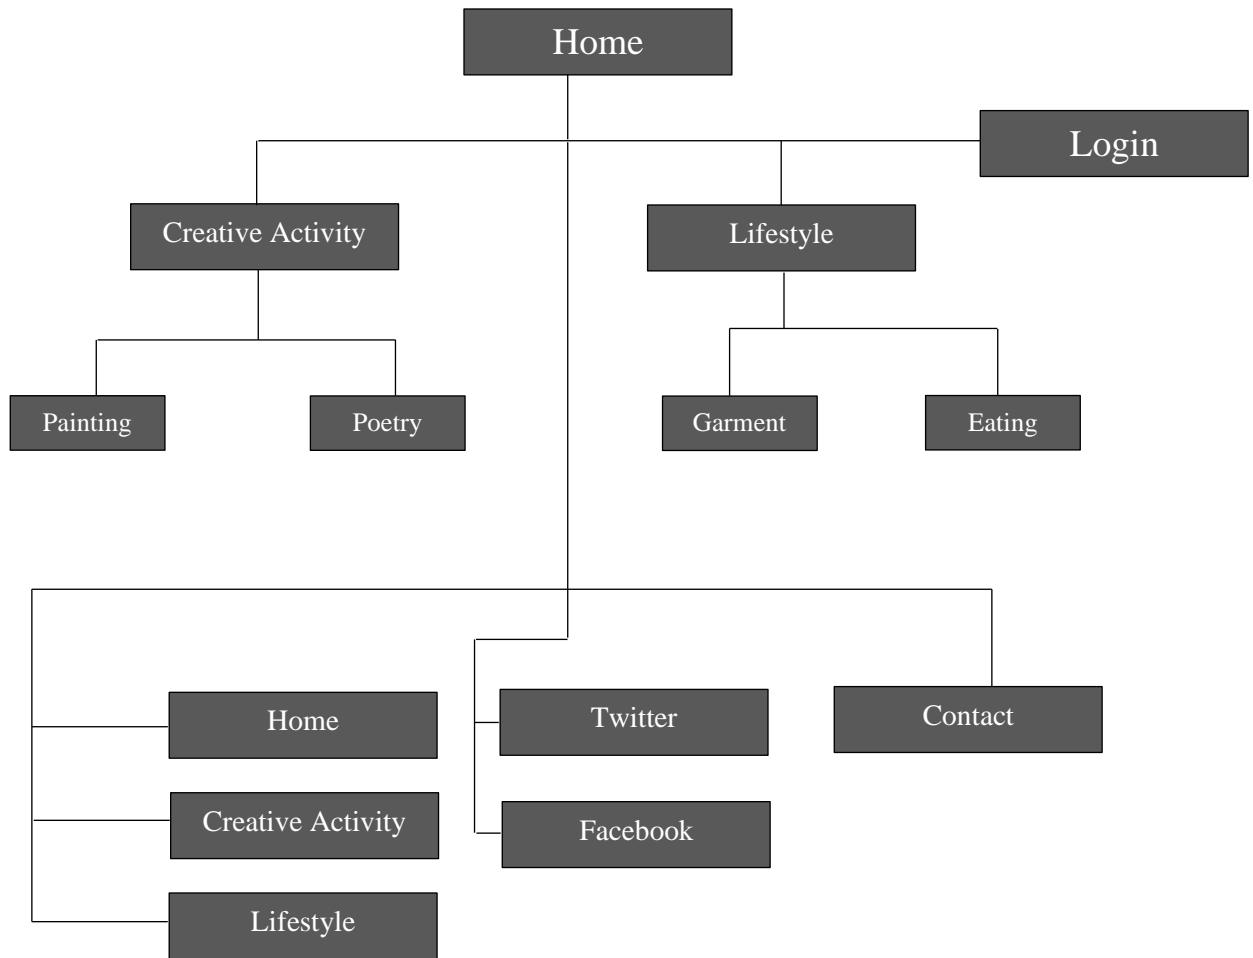 Home
Login
Creative Activity
Lifestyle
Painting
Poetry
Garment
Eating
Home
Twitter
Contact
Creative Activity
Facebook
Lifestyle